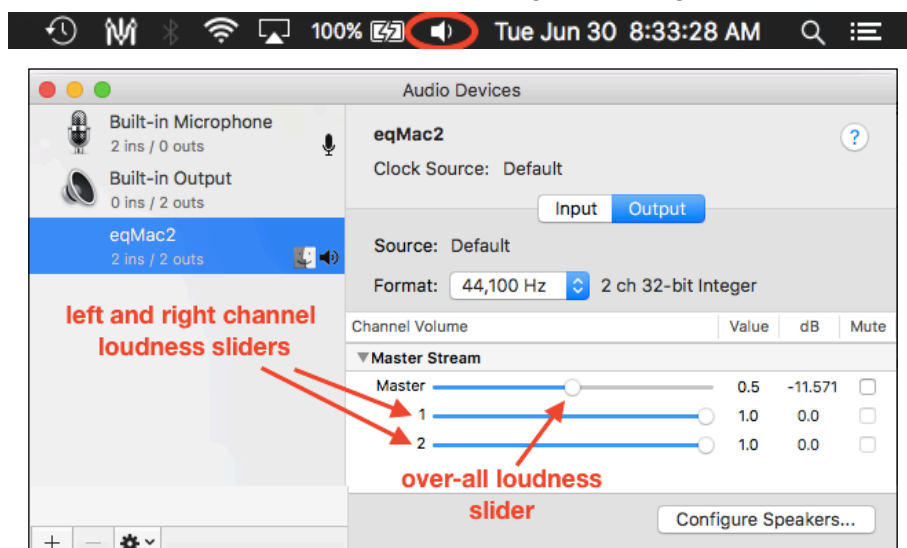 100% Tue Jun 30 8:33:28 AM
Audio Devices
Built-in Microphone
2 ins / 0 outs
Built-in Output
0 ins / 2 outs
eqMac2
2 ins / 2 outs
eqMac2
?
Clock Source: Default
Input Output
Source: Default
Format: 44,100 Hz 2 ch 32-bit Integer
left and right channel
loudness sliders
Channel Volume Value dB Mute
Master Stream
Master 0.5 -11.571
1 1.0 0.0
2 1.0 0.0
over-all loudness
slider
Configure Speakers...